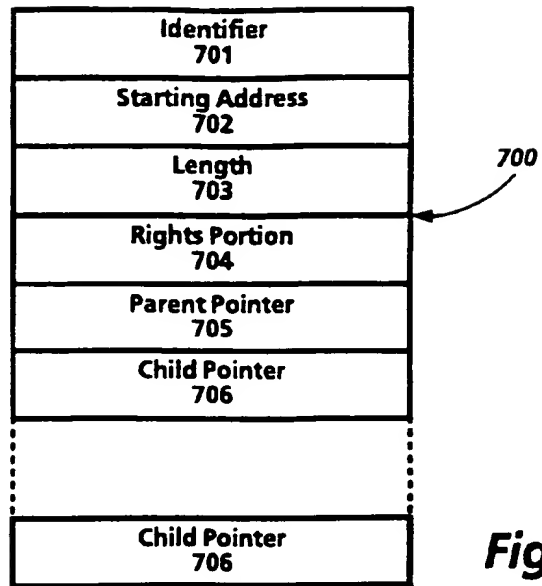 Identifier
701
Starting Address
702
Length
703
700
Rights Portion
704
Parent Pointer
705
Child Pointer
706
Child Pointer
706
Fig